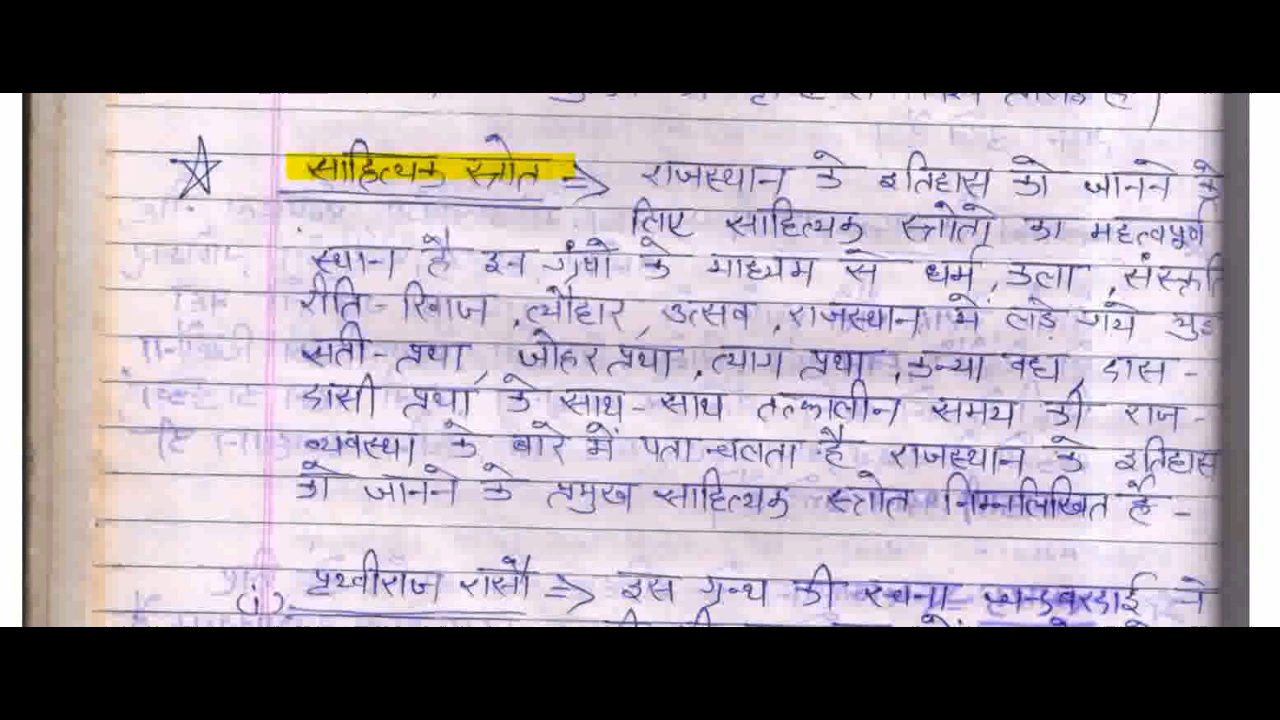 साहित्यक स्त्रोत => राजस्थान के इतिहास को जानने के
लिए साहित्यक स्त्रोतो का महत्वपूर्ण
स्थान है इन ग्रंथो के माध्यम से धर्म, कला, संस्कृति
रीति-रिवाज, त्यौहार, उत्सव, राजस्थान में लडे गये युद्ध
सती-प्रथा, जोहर प्रथा, त्याग प्रथा, कन्या वध, दास-
दासी प्रथा के साथ-साथ तत्कालीन समय की राज-
व्यवस्था के बारे में पता चलता है राजस्थान के इतिहास
को जानने के प्रमुख साहित्यक स्त्रोत निम्नलिखित है -
(i) पृथ्वीराज रासौ => इस ग्रन्थ की रचना चन्दबरदाई ने